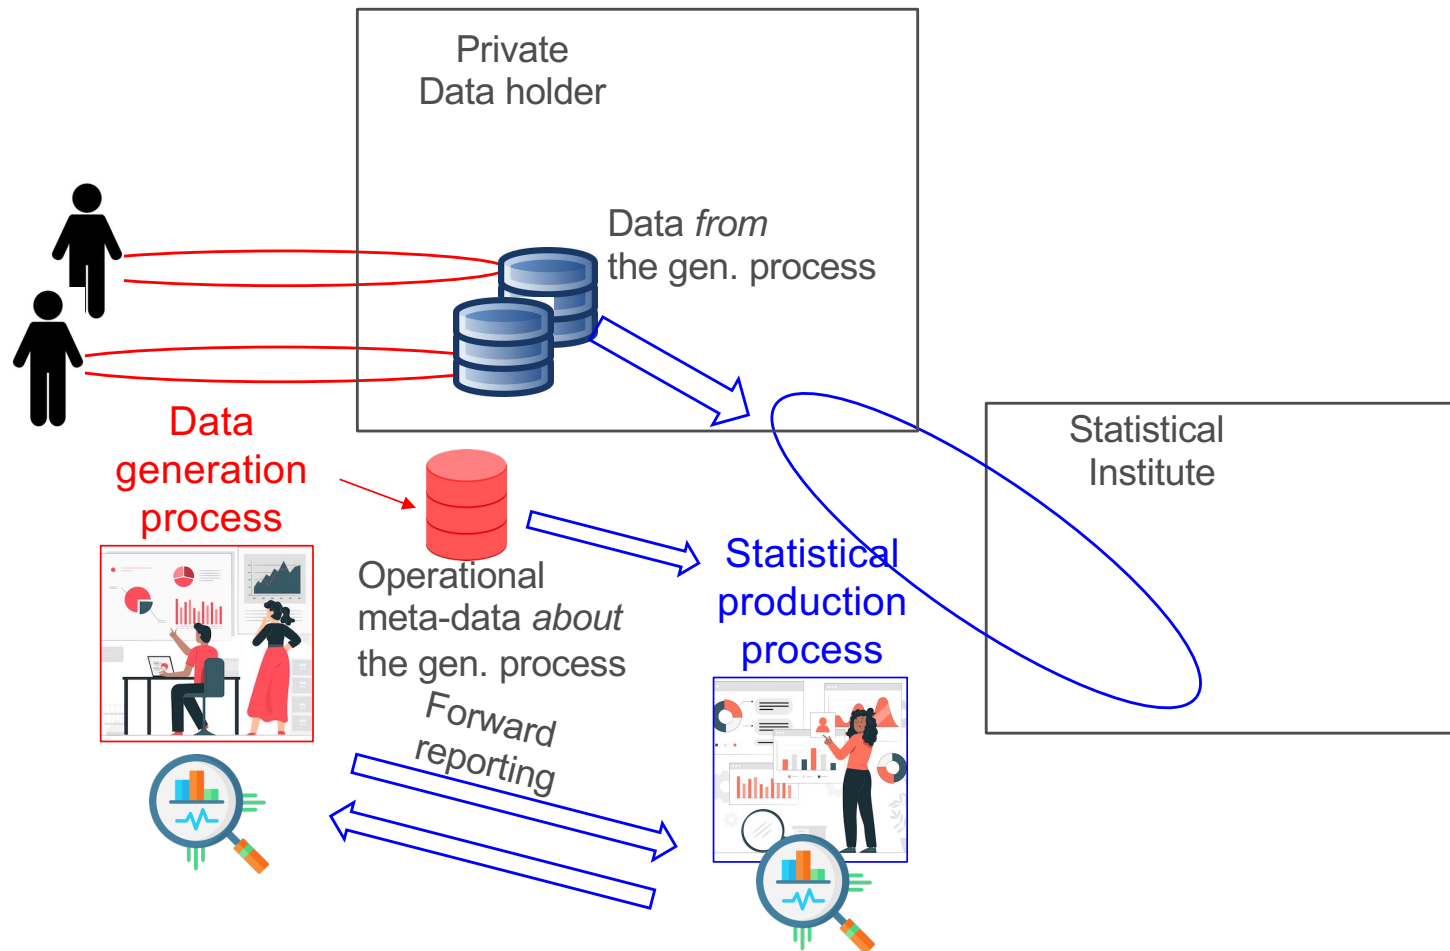 Private
Data holder
Data from
the gen. process
Data
generation
process
Statistical
Institute
Operational
meta-data about
the gen. process
Statistical
production
process
Forward
reporting